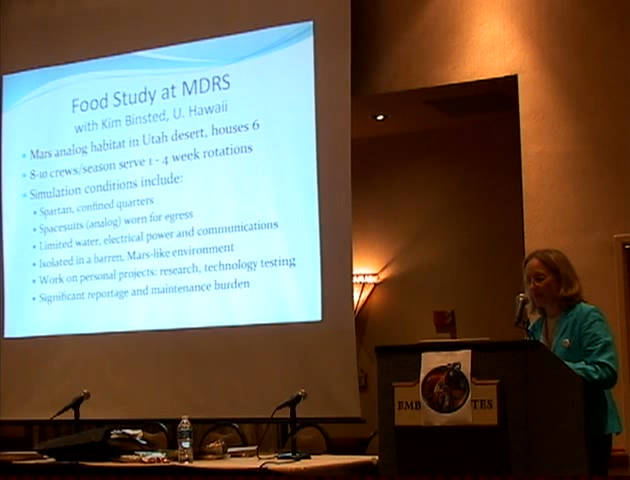 Food Study at MDRS
with Kim Binsted, U. Hawaii
• Mars analog habitat in Utah desert, houses 6
• 8-10 crews/season serve 1 - 4 week rotations
• Simulation conditions include:
• Spartan, confined quarters
• Spacesuits (analog) worn for egress
• Limited water, electrical power and communications
• Isolated in a barren, Mars-like environment
• Work on personal projects: research, technology testing
• Significant reportage and maintenance burden
EMB TES